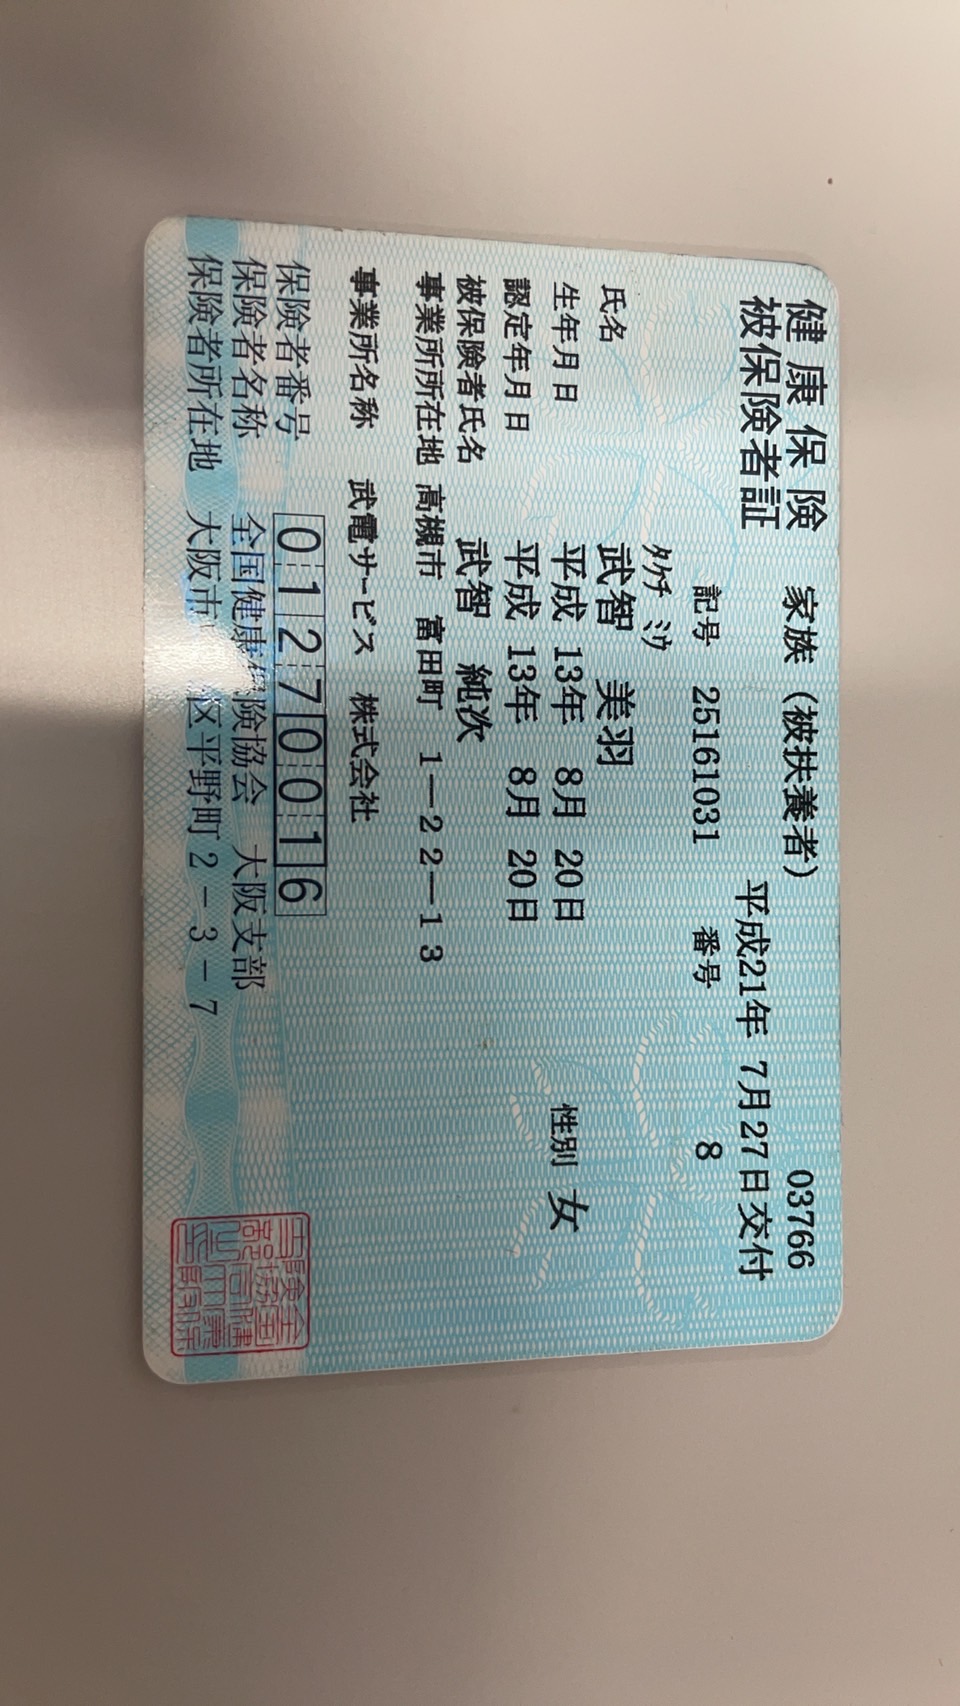 健康保険 家族（被扶養者） 03766
被保険者証 平成21年 7月27日交付
記号 25161031 番号 8
ﾀｹﾁ ﾐｳ
氏名 武智 美羽
生年月日 平成 13年 8月 20日 性別 女
認定年月日 平成 13年 8月 20日
被保険者氏名 武智 純次
事業所所在地 高槻市 富田町 1―22―13
事業所名称 武電サービス 株式会社
保険者番号 01270016
保険者名称 全国健康保険協会 大阪支部
保険者所在地 大阪市 区平野町2-3-7